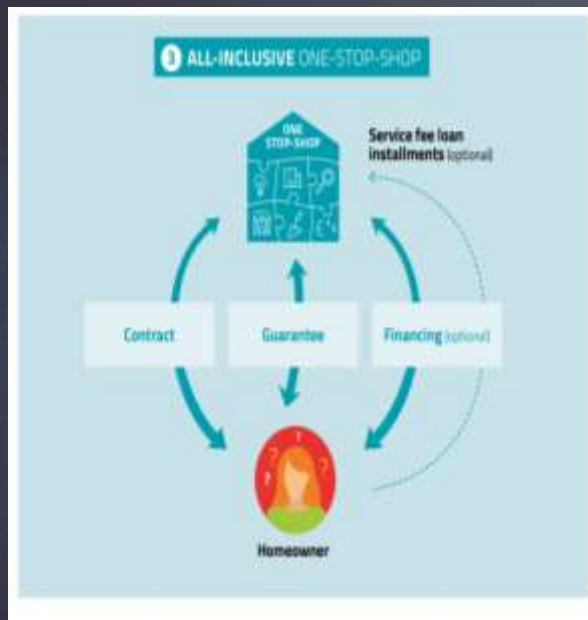 3 ALL-INCLUSIVE ONE-STOP-SHOP
ONE
STOP-SHOP
Service fee loan
installments (optional)
Contract
Guarantee
Financing (optional)
Homeowner